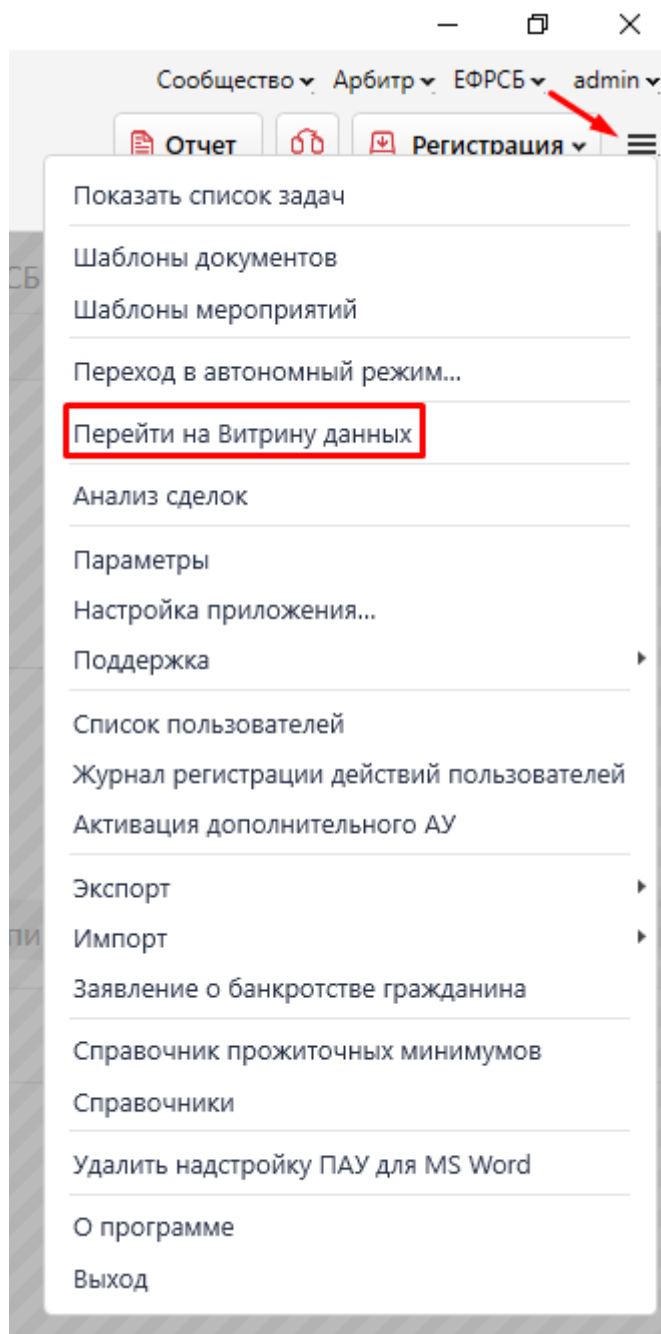 Сообщество Арбитр ЕФРСБ admin
Отчет Регистрация
Показать список задач
Шаблоны документов
СБ
Шаблоны мероприятий
Переход в автономный режим...
Перейти на Витрину данных
Анализ сделок
Параметры
Настройка приложения...
Поддержка
Список пользователей
Журнал регистрации действий пользователей
Активация дополнительного АУ
Экспорт
пи
Импорт
Заявление о банкротстве гражданина
Справочник прожиточных минимумов
Справочники
Удалить надстройку ПАУ для MS Word
О программе
Выход